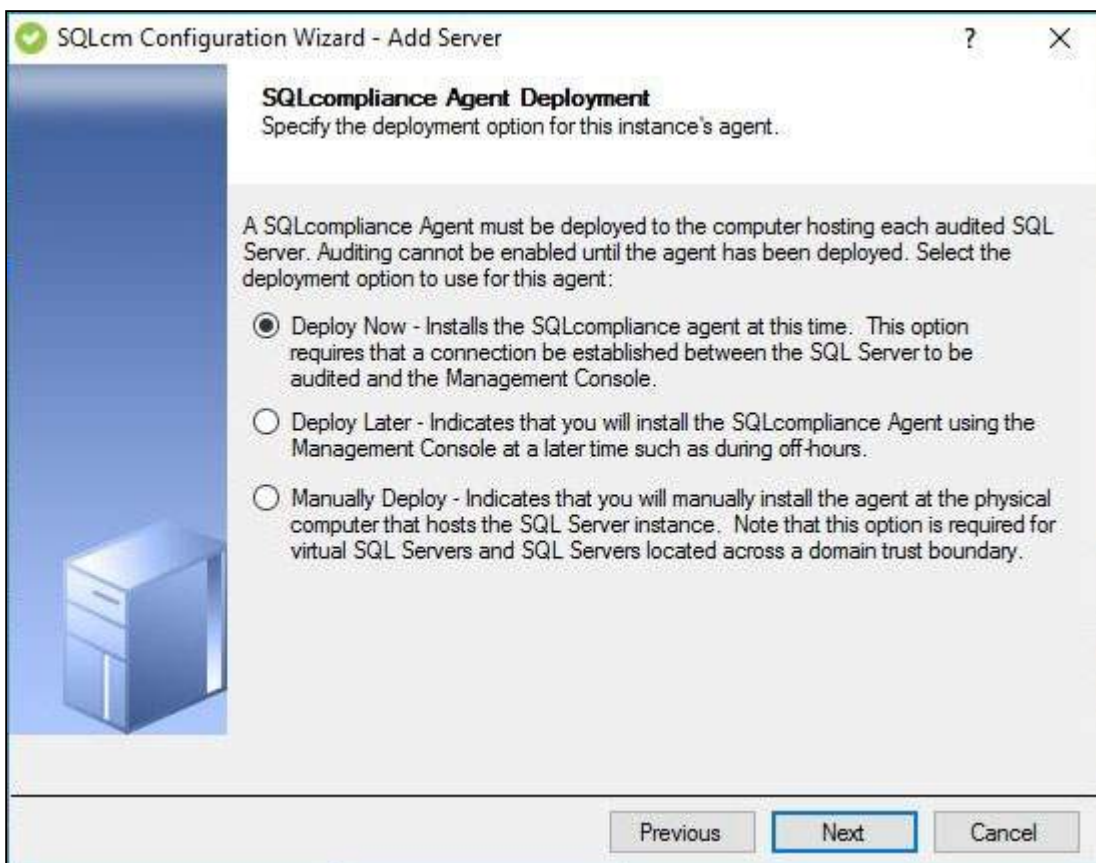 SQLcm Configuration Wizard - Add Server ?
SQLcompliance Agent Deployment
Specify the deployment option for this instance's agent.
A SQLcompliance Agent must be deployed to the computer hosting each audited SQL
Server. Auditing cannot be enabled until the agent has been deployed. Select the
deployment option to use for this agent:
Deploy Now - Installs the SQLcompliance agent at this time. This option
requires that a connection be established between the SQL Server to be
audited and the Management Console.
Deploy Later - Indicates that you will install the SQLcompliance Agent using the
Management Console at a later time such as during off-hours.
Manually Deploy - Indicates that you will manually install the agent at the physical
computer that hosts the SQL Server instance. Note that this option is required for
virtual SQL Servers and SQL Servers located across a domain trust boundary.
Previous Next Cancel